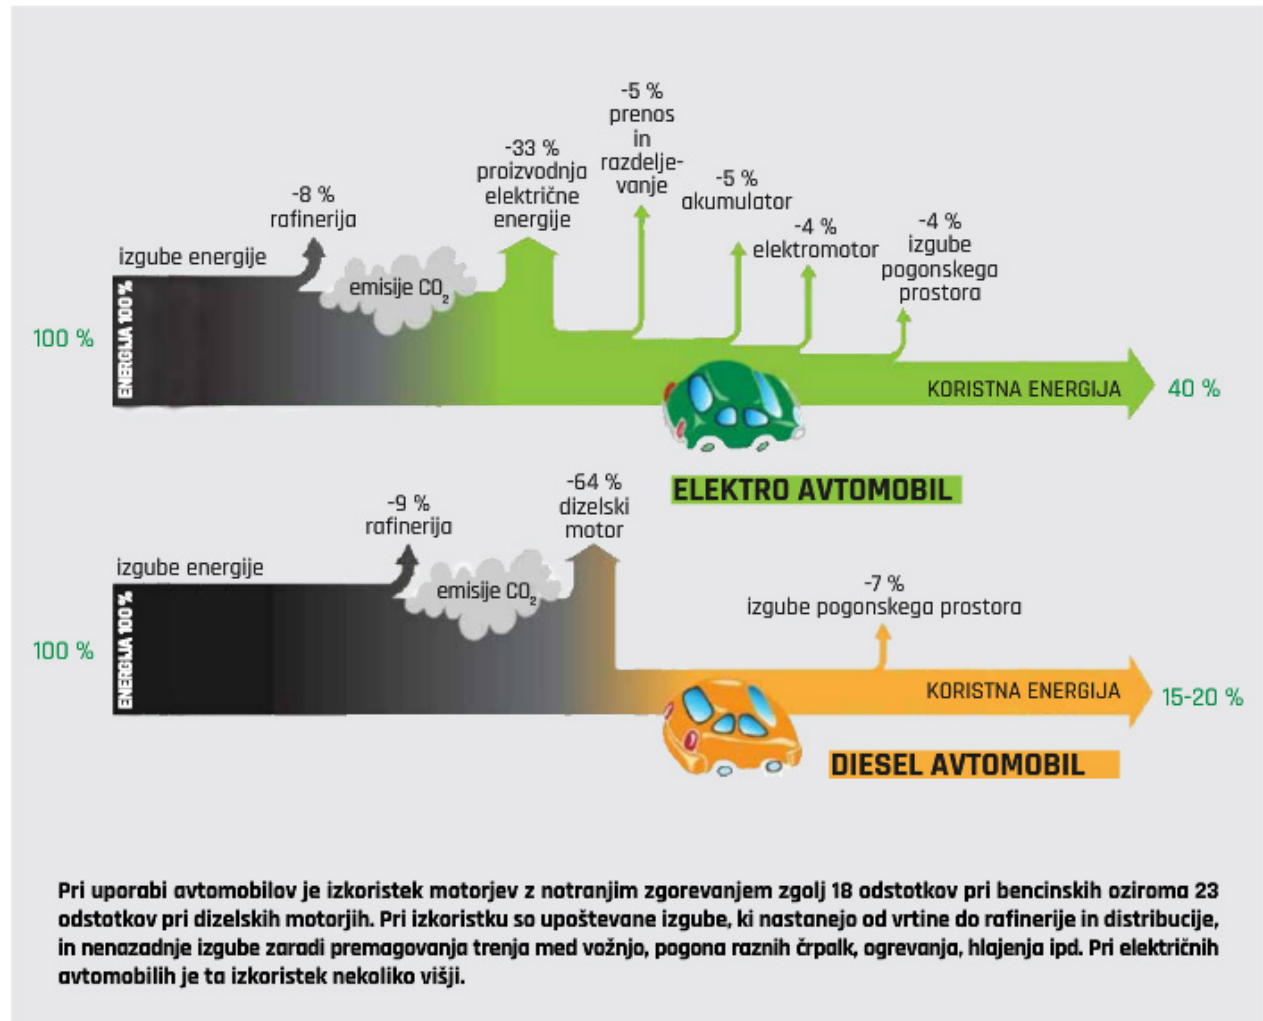 -5 %
prenos
in
razdelje-
vanje
-33 %
proizvodnja
električne
energije
-5 %
akumulator
-8 %
rafinerija
-4 %
elektromotor
-4 %
izgube
pogonskega
prostora
izgube energije
emisije CO₂
ENERGIJA 100 %
100 %
KORISTNA ENERGIJA
40 %
ELEKTRO AVTOMOBIL
-64 %
dizelski
motor
-9 %
rafinerija
izgube energije
emisije CO₂
-7 %
izgube pogonskega prostora
ENERGIJA 100 %
100 %
KORISTNA ENERGIJA
15-20 %
DIESEL AVTOMOBIL
Pri uporabi avtomobilov je izkoristek motorjev z notranjim zgorevanjem zgolj 18 odstotkov pri bencinskih oziroma 23
odstotkov pri dizelskih motorjih. Pri izkoristku so upoštevane izgube, ki nastanejo od vrtine do rafinerije in distribucije,
in nenazadnje izgube zaradi premagovanja trenja med vožnjo, pogona raznih črpalk, ogrevanja, hlajenja ipd. Pri električnih
avtomobilih je ta izkoristek nekoliko višji.